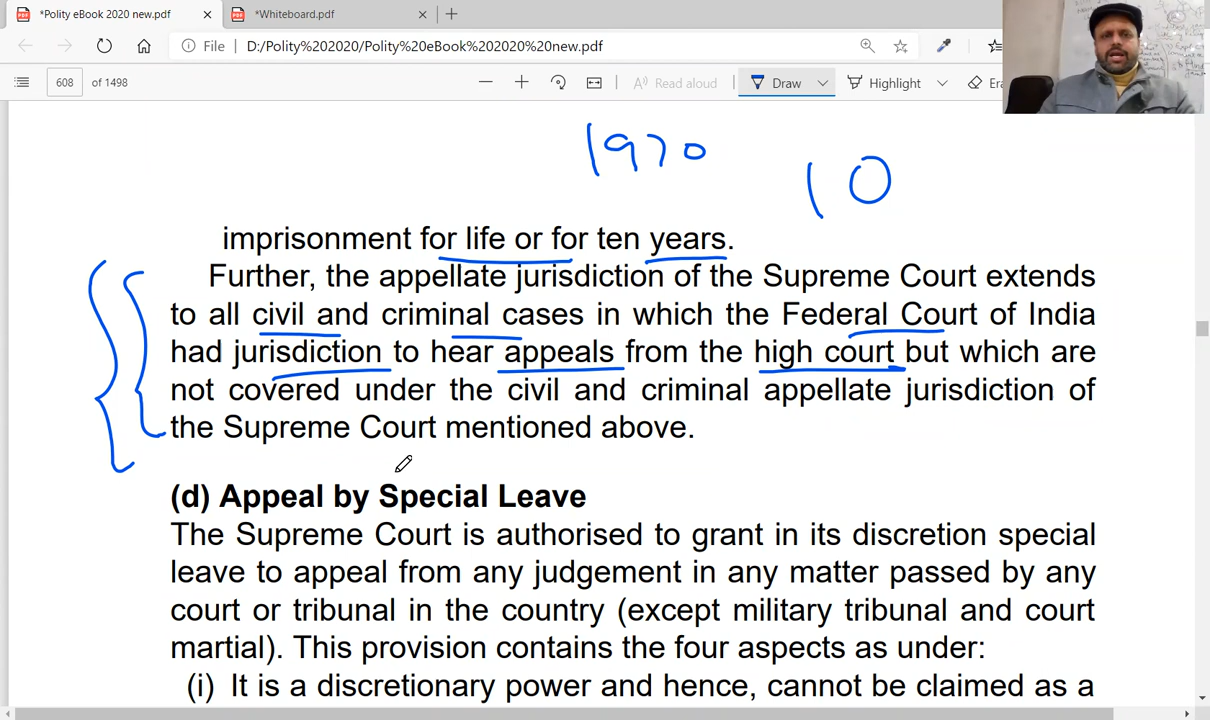 *Polity eBook 2020 new.pdf
*Whiteboard.pdf
File D:/Polity%202020/Polity%20eBook%202020%20new.pdf
608 of 1498
Read aloud
Draw
Highlight
Era
1970
10
imprisonment for life or for ten years.
Further, the appellate jurisdiction of the Supreme Court extends
to all civil and criminal cases in which the Federal Court of India
had jurisdiction to hear appeals from the high court but which are
not covered under the civil and criminal appellate jurisdiction of
the Supreme Court mentioned above.
(d) Appeal by Special Leave
The Supreme Court is authorised to grant in its discretion special
leave to appeal from any judgement in any matter passed by any
court or tribunal in the country (except military tribunal and court
martial). This provision contains the four aspects as under:
(i) It is a discretionary power and hence, cannot be claimed as a